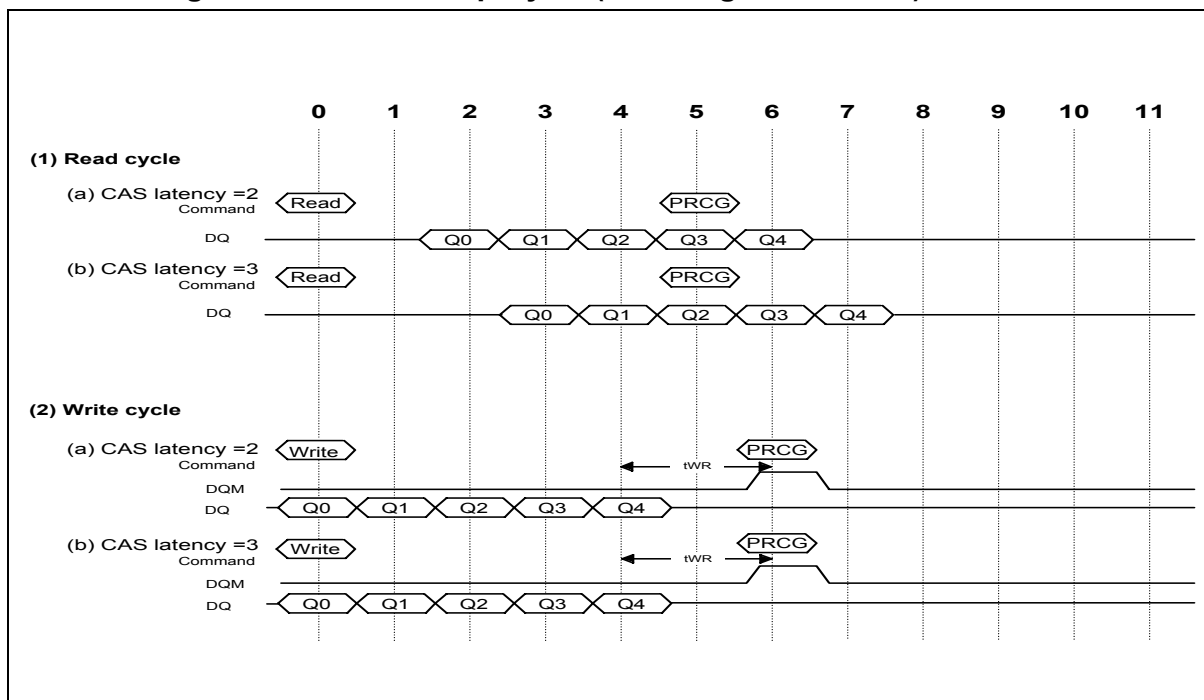 0 1 2 3 4 5 6 7 8 9 10 11
(1) Read cycle
(a) CAS latency =2
Command
Read
PRCG
DQ
Q0 Q1 Q2 Q3 Q4
(b) CAS latency =3
Command
Read
PRCG
DQ
Q0 Q1 Q2 Q3 Q4
(2) Write cycle
(a) CAS latency =2
Command
Write
tWR
PRCG
DQM
DQ
Q0 Q1 Q2 Q3 Q4
(b) CAS latency =3
Command
Write
tWR
PRCG
DQM
DQ
Q0 Q1 Q2 Q3 Q4